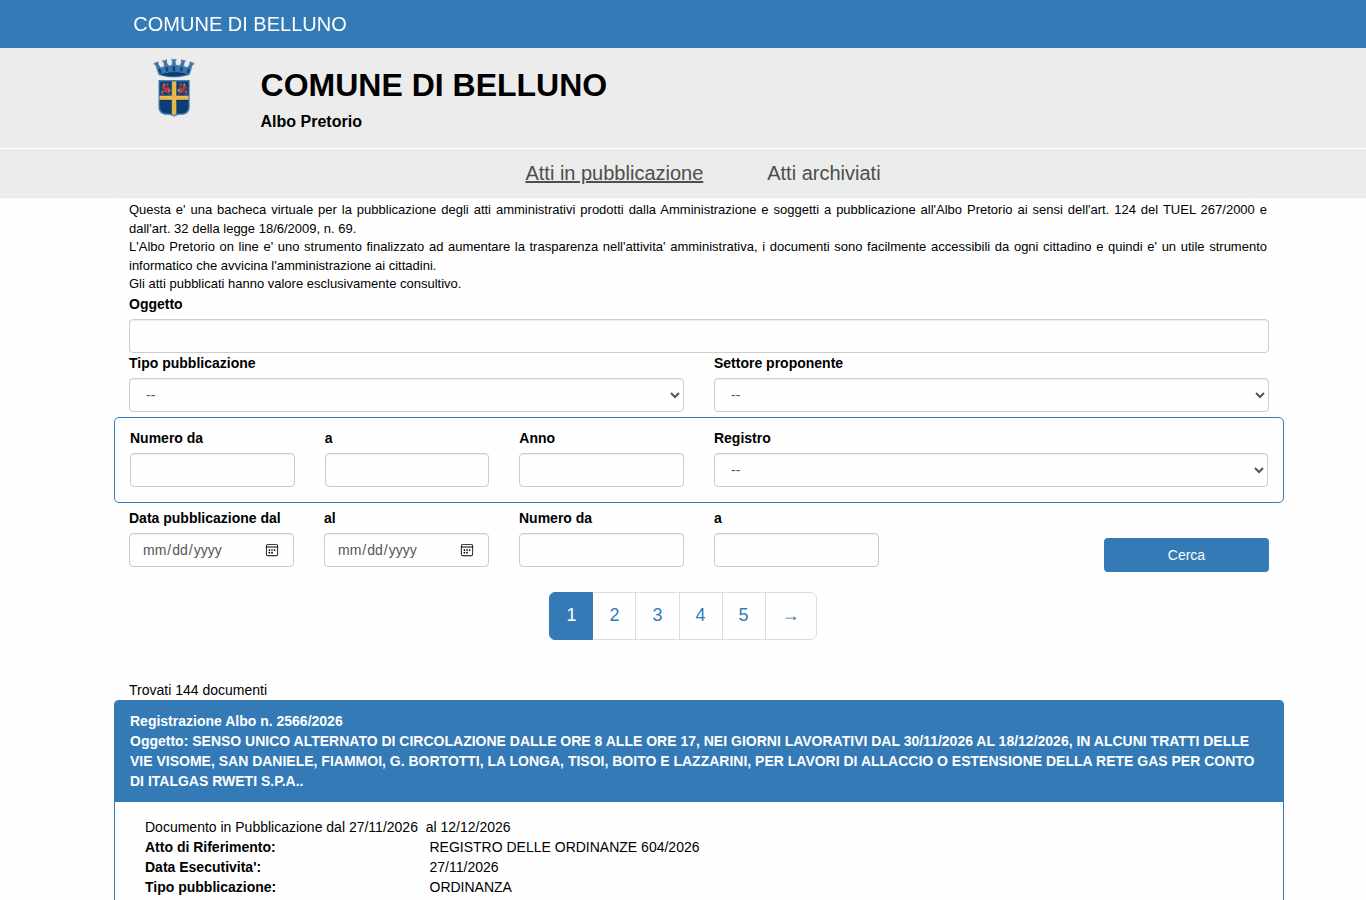 COMUNE DI BELLUNO
COMUNE DI BELLUNO
Albo Pretorio
Atti in pubblicazione
Atti archiviati
Questa e' una bacheca virtuale per la pubblicazione degli atti amministrativi prodotti dalla Amministrazione e soggetti a pubblicazione all'Albo Pretorio ai sensi dell'art. 124 del TUEL 267/2000 e
dall'art. 32 della legge 18/6/2009, n. 69.
L'Albo Pretorio on line e' uno strumento finalizzato ad aumentare la trasparenza nell'attivita' amministrativa, i documenti sono facilmente accessibili da ogni cittadino e quindi e' un utile strumento
informatico che avvicina l'amministrazione ai cittadini.
Gli atti pubblicati hanno valore esclusivamente consultivo.
Oggetto
Tipo pubblicazione
Settore proponente
--
--
Numero da
a
Anno
Registro
--
Data pubblicazione dal
al
Numero da
a
mm/dd/yyyy
mm/dd/yyyy
Cerca
1 2 3 4 5 →
Trovati 144 documenti
Registrazione Albo n. 2566/2026
Oggetto: SENSO UNICO ALTERNATO DI CIRCOLAZIONE DALLE ORE 8 ALLE ORE 17, NEI GIORNI LAVORATIVI DAL 30/11/2026 AL 18/12/2026, IN ALCUNI TRATTI DELLE
VIE VISOME, SAN DANIELE, FIAMMOI, G. BORTOTTI, LA LONGA, TISOI, BOITO E LAZZARINI, PER LAVORI DI ALLACCIO O ESTENSIONE DELLA RETE GAS PER CONTO
DI ITALGAS RWETI S.P.A..
Documento in Pubblicazione dal 27/11/2026 al 12/12/2026
Atto di Riferimento: REGISTRO DELLE ORDINANZE 604/2026
Data Esecutivita': 27/11/2026
Tipo pubblicazione: ORDINANZA